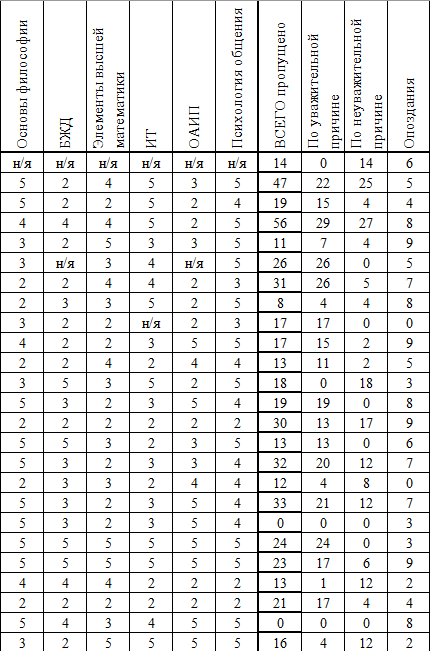 Основы философии БЖД Элементы высшей математики ИТ ОАИП Психология общения ВСЕГО пропущено По уважительной причине По неуважительной причине Опоздания
н/я н/я н/я н/я н/я н/я 14 0 14 6
5 2 4 5 3 5 47 22 25 5
5 2 2 5 2 4 19 15 4 4
4 4 4 5 2 5 56 29 27 8
3 2 5 3 3 5 11 7 4 9
3 н/я 3 4 н/я 5 26 26 0 5
2 2 4 4 2 3 31 26 5 7
2 3 3 5 2 5 8 4 4 8
3 2 2 н/я 2 3 17 17 0 0
4 2 2 3 5 5 17 15 2 9
2 2 4 2 4 4 13 11 2 5
3 5 3 5 2 5 18 0 18 3
5 3 2 3 5 4 19 19 0 8
2 2 2 2 2 2 30 13 17 9
5 5 3 2 3 5 13 13 0 6
5 3 2 3 3 4 32 20 12 7
2 3 3 2 4 4 12 4 8 0
5 3 2 3 5 4 33 21 12 7
5 3 2 3 5 4 0 0 0 3
5 5 5 5 5 5 24 24 0 3
5 5 5 5 5 5 23 17 6 9
4 4 4 2 2 2 13 1 12 2
2 2 2 2 2 2 21 17 4 4
5 4 3 4 5 5 0 0 0 8
3 2 5 5 5 5 16 4 12 2